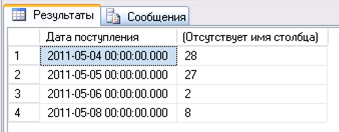 Результаты Сообщения
Дата поступления (Отсутствует имя столбца)
1 2011-05-04 00:00:00.000 28
2 2011-05-05 00:00:00.000 27
3 2011-05-06 00:00:00.000 2
4 2011-05-08 00:00:00.000 8